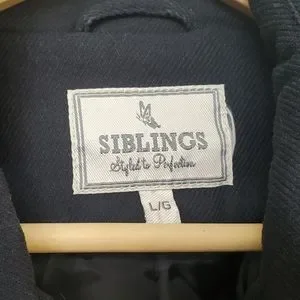 SIBLINGS
Styled to Perfection
L/G